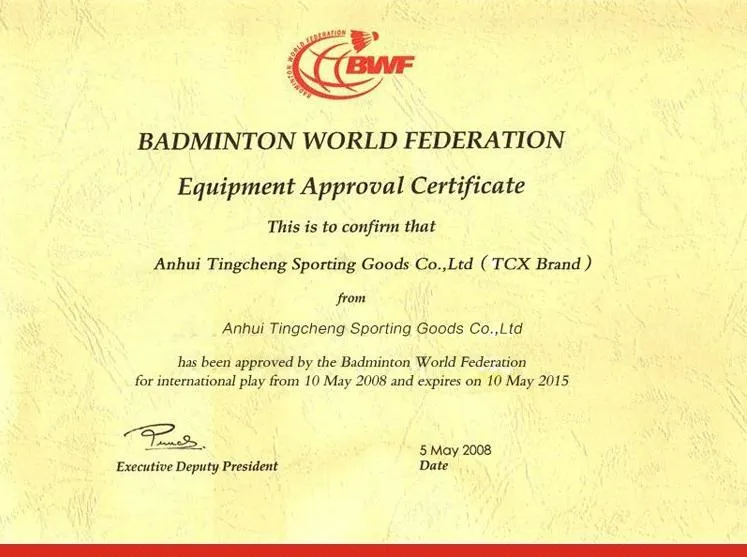 BADMINTON WORLD FEDERATION
BWF
BADMINTON WORLD FEDERATION
Equipment Approval Certificate
This is to confirm that
Anhui Tingcheng Sporting Goods Co.,Ltd ( TCX Brand )
from
Anhui Tingcheng Sporting Goods Co.,Ltd
has been approved by the Badminton World Federation
for international play from 10 May 2008 and expires on 10 May 2015
5 May 2008
Executive Deputy President
Date